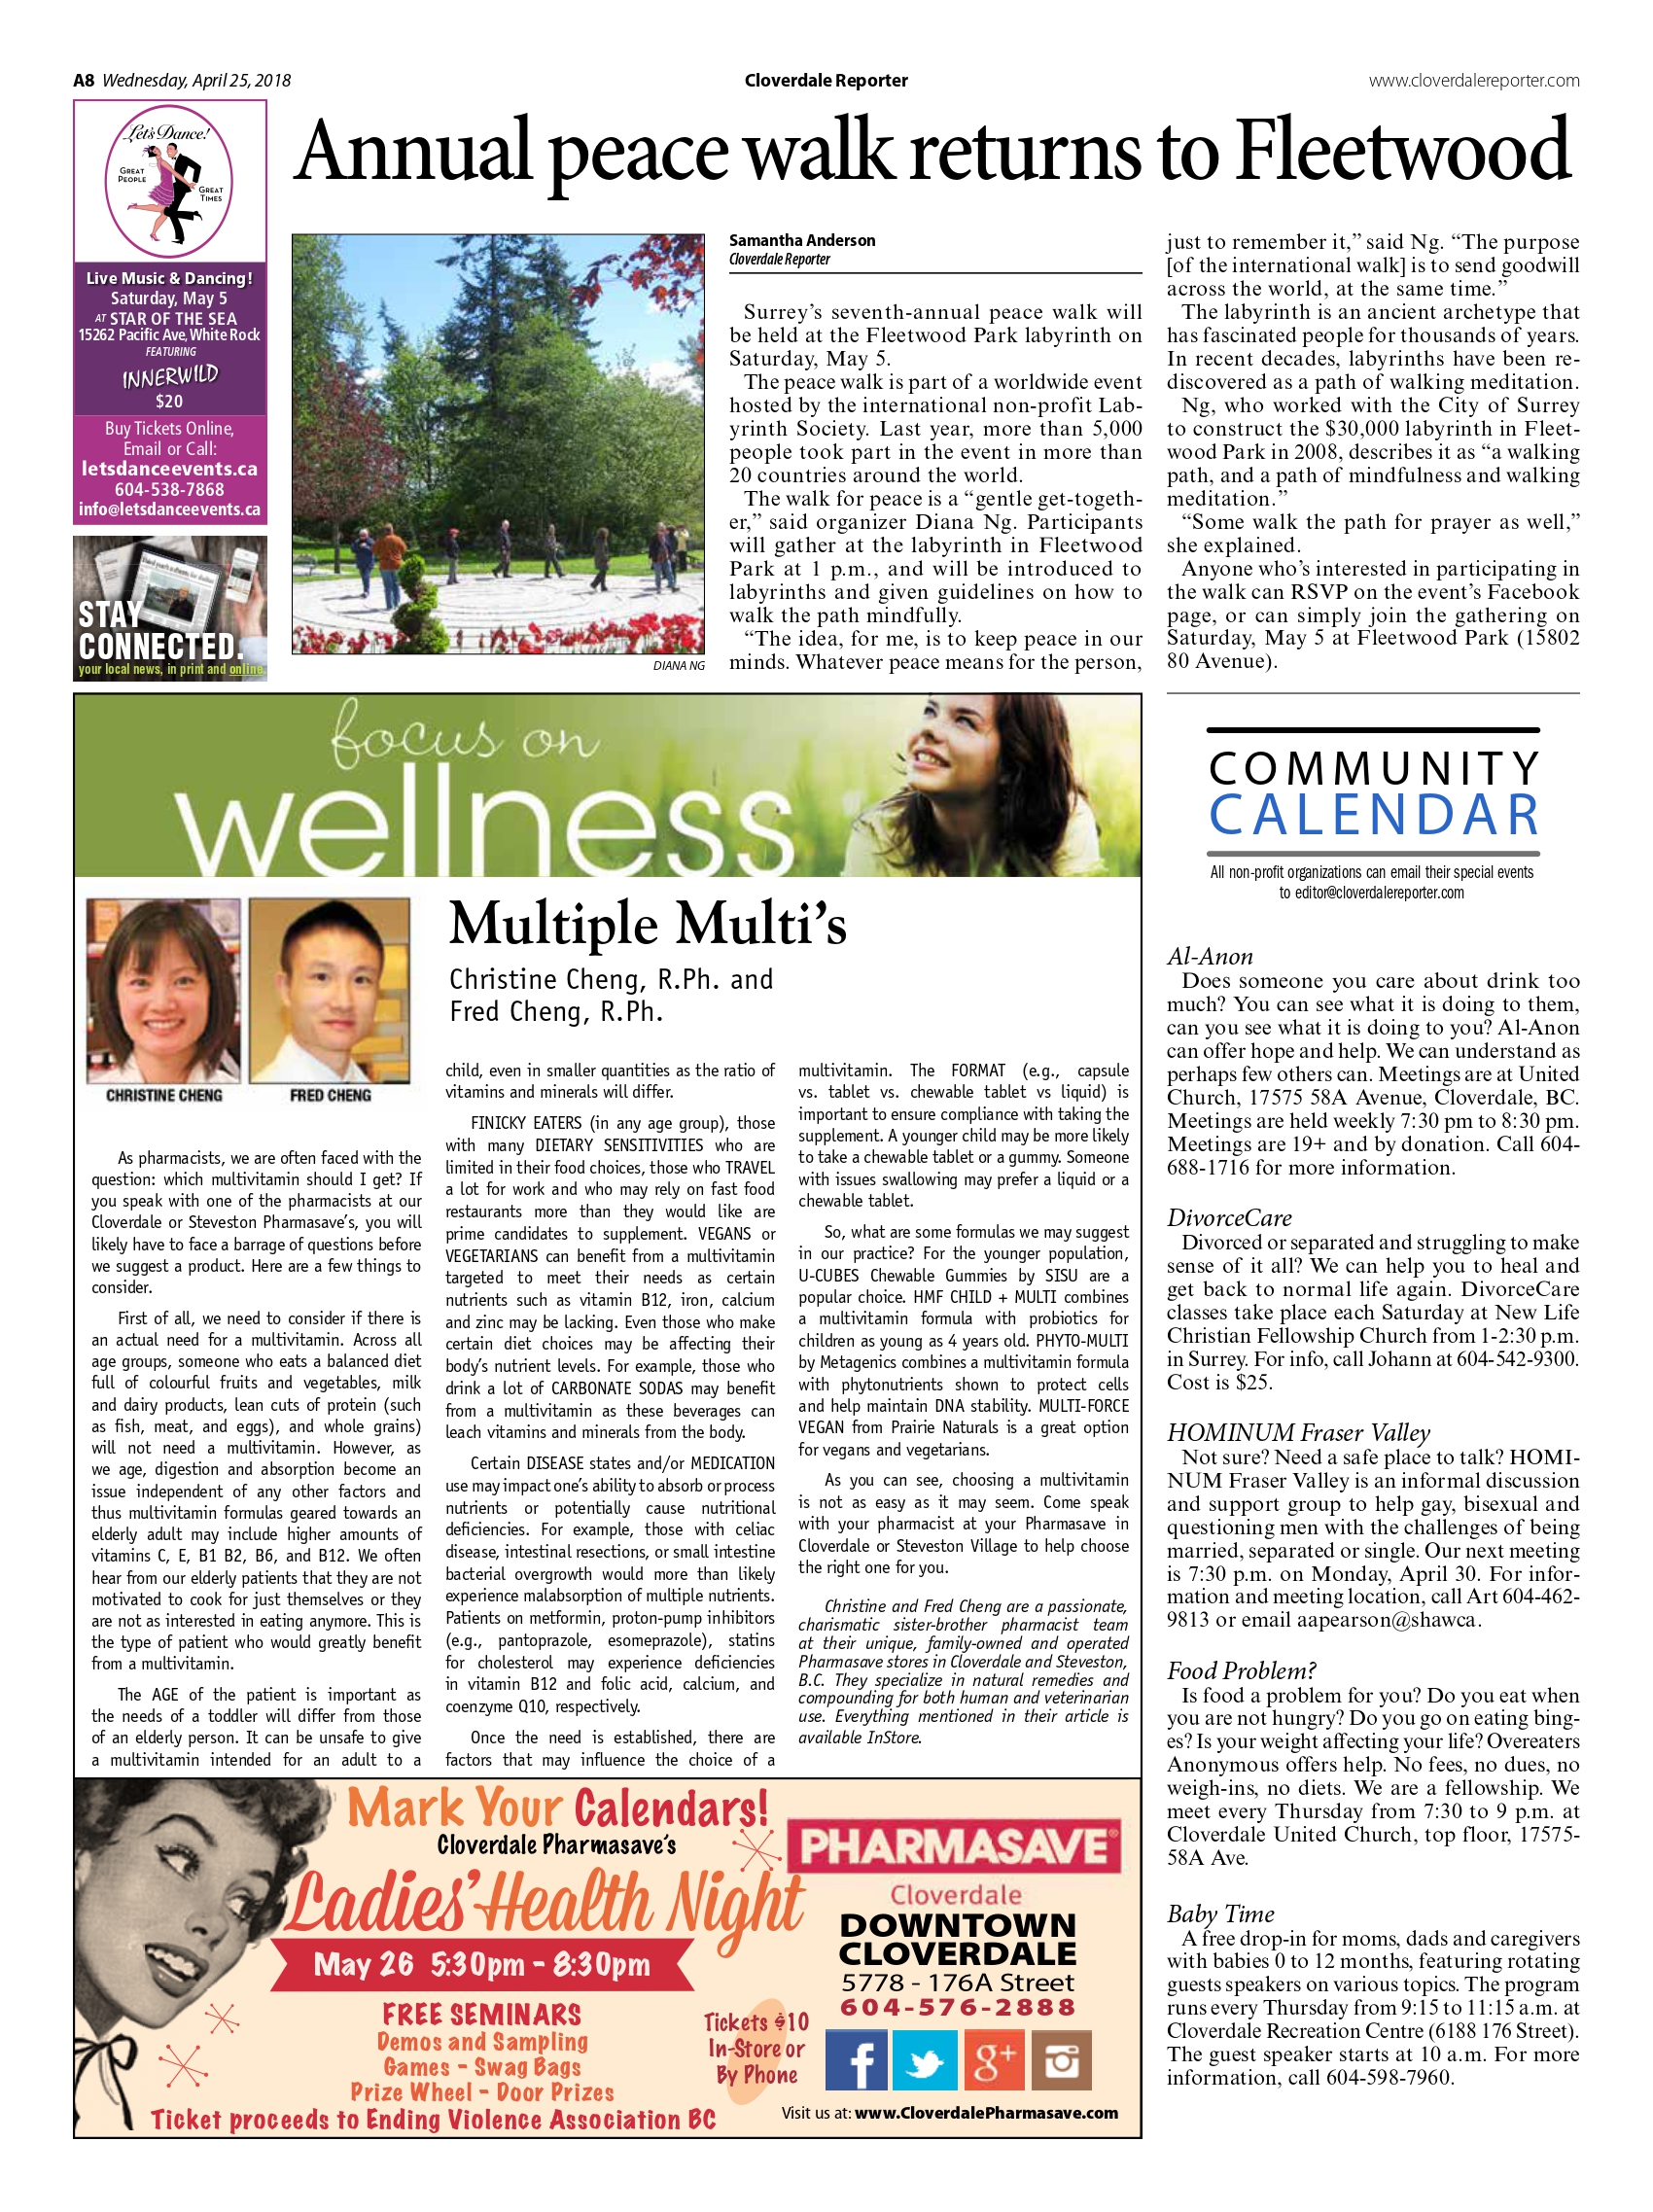 A8 Wednesday, April 25, 2018
Cloverdale Reporter
www.cloverdalereporter.com
Let's Dance!
GREAT
PEOPLE
GREAT
TIMES
Live Music & Dancing!
Saturday, May 5
AT STAR OF THE SEA
15262 Pacific Ave, White Rock
FEATURING
INNERWILD
$20
Buy Tickets Online,
Email or Call:
letsdanceevents.ca
604-538-7868
info@letsdanceevents.ca
STAY
CONNECTED.
your local news, in print and online
Annual peace walk returns to Fleetwood
DIANA NG
Samantha Anderson
Cloverdale Reporter
Surrey's seventh-annual peace walk will
be held at the Fleetwood Park labyrinth on
Saturday, May 5.
The peace walk is part of a worldwide event
hosted by the international non-profit Lab-
yrinth Society. Last year, more than 5,000
people took part in the event in more than
20 countries around the world.
The walk for peace is a “gentle get-togeth-
er,” said organizer Diana Ng. Participants
will gather at the labyrinth in Fleetwood
Park at 1 p.m., and will be introduced to
labyrinths and given guidelines on how to
walk the path mindfully.
“The idea, for me, is to keep peace in our
minds. Whatever peace means for the person,
just to remember it,” said Ng. “The purpose
[of the international walk] is to send goodwill
across the world, at the same time.”
The labyrinth is an ancient archetype that
has fascinated people for thousands of years.
In recent decades, labyrinths have been re-
discovered as a path of walking meditation.
Ng, who worked with the City of Surrey
to construct the $30,000 labyrinth in Fleet-
wood Park in 2008, describes it as “a walking
path, and a path of mindfulness and walking
meditation.”
“Some walk the path for prayer as well,”
she explained.
Anyone who's interested in participating in
the walk can RSVP on the event's Facebook
page, or can simply join the gathering on
Saturday, May 5 at Fleetwood Park (15802
80 Avenue).
focus on
wellness
CHRISTINE CHENG
FRED CHENG
Multiple Multi's
Christine Cheng, R.Ph. and
Fred Cheng, R.Ph.
As pharmacists, we are often faced with the
question: which multivitamin should I get? If
you speak with one of the pharmacists at our
Cloverdale or Steveston Pharmasave's, you will
likely have to face a barrage of questions before
we suggest a product. Here are a few things to
consider.
First of all, we need to consider if there is
an actual need for a multivitamin. Across all
age groups, someone who eats a balanced diet
full of colourful fruits and vegetables, milk
and dairy products, lean cuts of protein (such
as fish, meat, and eggs), and whole grains)
will not need a multivitamin. However, as
we age, digestion and absorption become an
issue independent of any other factors and
thus multivitamin formulas geared towards an
elderly adult may include higher amounts of
vitamins C, E, B1 B2, B6, and B12. We often
hear from our elderly patients that they are not
motivated to cook for just themselves or they
are not as interested in eating anymore. This is
the type of patient who would greatly benefit
from a multivitamin.
The AGE of the patient is important as
the needs of a toddler will differ from those
of an elderly person. It can be unsafe to give
a multivitamin intended for an adult to a
child, even in smaller quantities as the ratio of
vitamins and minerals will differ.
FINICKY EATERS (in any age group), those
with many DIETARY SENSITIVITIES who are
limited in their food choices, those who TRAVEL
a lot for work and who may rely on fast food
restaurants more than they would like are
prime candidates to supplement. VEGANS or
VEGETARIANS can benefit from a multivitamin
targeted to meet their needs as certain
nutrients such as vitamin B12, iron, calcium
and zinc may be lacking. Even those who make
certain diet choices may be affecting their
body's nutrient levels. For example, those who
drink a lot of CARBONATE SODAS may benefit
from a multivitamin as these beverages can
leach vitamins and minerals from the body.
Certain DISEASE states and/or MEDICATION
use may impact one's ability to absorb or process
nutrients or potentially cause nutritional
deficiencies. For example, those with celiac
disease, intestinal resections, or small intestine
bacterial overgrowth would more than likely
experience malabsorption of multiple nutrients.
Patients on metformin, proton-pump inhibitors
(e.g., pantoprazole, esomeprazole), statins
for cholesterol may experience deficiencies
in vitamin B12 and folic acid, calcium, and
coenzyme Q10, respectively.
Once the need is established, there are
factors that may influence the choice of a
multivitamin. The FORMAT (e.g., capsule
vs. tablet vs. chewable tablet vs liquid) is
important to ensure compliance with taking the
supplement. A younger child may be more likely
to take a chewable tablet or a gummy. Someone
with issues swallowing may prefer a liquid or a
chewable tablet.
So, what are some formulas we may suggest
in our practice? For the younger population,
U-CUBES Chewable Gummies by SISU are a
popular choice. HMF CHILD + MULTI combines
a multivitamin formula with probiotics for
children as young as 4 years old. PHYTO-MULTI
by Metagenics combines a multivitamin formula
with phytonutrients shown to protect cells
and help maintain DNA stability. MULTI-FORCE
VEGAN from Prairie Naturals is a great option
for vegans and vegetarians.
As you can see, choosing a multivitamin
is not as easy as it may seem. Come speak
with your pharmacist at your Pharmasave in
Cloverdale or Steveston Village to help choose
the right one for you.
Christine and Fred Cheng are a passionate,
charismatic sister-brother pharmacist team
at their unique, family-owned and operated
Pharmasave stores in Cloverdale and Steveston,
B.C. They specialize in natural remedies and
compounding for both human and veterinarian
use. Everything mentioned in their article is
available InStore.
Mark Your Calendars!
Cloverdale Pharmasave's
Ladies' Health Night
May 26 5:30pm - 8:30pm
FREE SEMINARS
Demos and Sampling
Games - Swag Bags
Prize Wheel - Door Prizes
Ticket proceeds to Ending Violence Association BC
Tickets $10
In-Store or
By Phone
PHARMASAVE®
Cloverdale
DOWNTOWN
CLOVERDALE
5778 - 176A Street
604-576-2888
f
g+
Visit us at: www.CloverdalePharmasave.com
COMMUNITY
CALENDAR
All non-profit organizations can email their special events
to editor@cloverdalereporter.com
Al-Anon
Does someone you care about drink too
much? You can see what it is doing to them,
can you see what it is doing to you? Al-Anon
can offer hope and help. We can understand as
perhaps few others can. Meetings are at United
Church, 17575 58A Avenue, Cloverdale, BC.
Meetings are held weekly 7:30 pm to 8:30 pm.
Meetings are 19+ and by donation. Call 604-
688-1716 for more information.
DivorceCare
Divorced or separated and struggling to make
sense of it all? We can help you to heal and
get back to normal life again. DivorceCare
classes take place each Saturday at New Life
Christian Fellowship Church from 1-2:30 p.m.
in Surrey. For info, call Johann at 604-542-9300.
Cost is $25.
HOMINUM Fraser Valley
Not sure? Need a safe place to talk? HOMI-
NUM Fraser Valley is an informal discussion
and support group to help gay, bisexual and
questioning men with the challenges of being
married, separated or single. Our next meeting
is 7:30 p.m. on Monday, April 30. For infor-
mation and meeting location, call Art 604-462-
9813 or email aapearson@shawca.
Food Problem?
Is food a problem for you? Do you eat when
you are not hungry? Do you go on eating bing-
es? Is your weight affecting your life? Overeaters
Anonymous offers help. No fees, no dues, no
weigh-ins, no diets. We are a fellowship. We
meet every Thursday from 7:30 to 9 p.m. at
Cloverdale United Church, top floor, 17575-
58A Ave.
Baby Time
A free drop-in for moms, dads and caregivers
with babies 0 to 12 months, featuring rotating
guests speakers on various topics. The program
runs every Thursday from 9:15 to 11:15 a.m. at
Cloverdale Recreation Centre (6188 176 Street).
The guest speaker starts at 10 a.m. For more
information, call 604-598-7960.